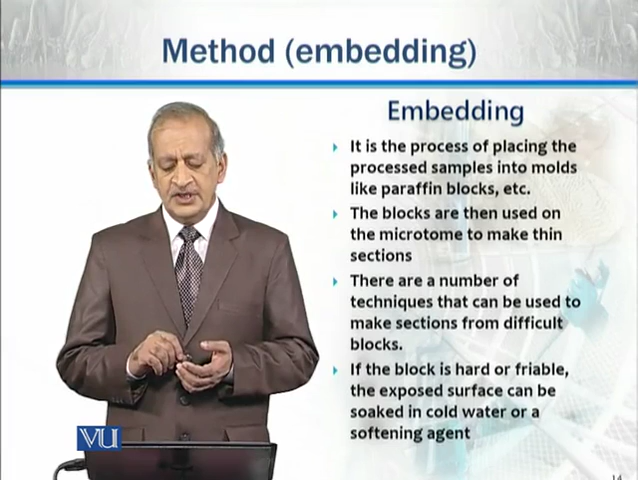 Method (embedding)
Embedding
It is the process of placing the
processed samples into molds
like paraffin blocks, etc.
The blocks are then used on
the microtome to make thin
sections
There are a number of
techniques that can be used to
make sections from difficult
blocks.
If the block is hard or friable,
the exposed surface can be
soaked in cold water or a
softening agent
VU
14